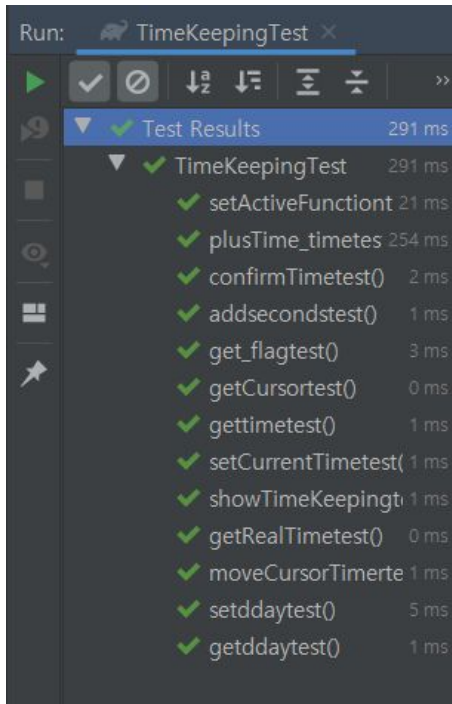 Run: TimeKeepingTest
Test Results 291 ms
TimeKeepingTest 291 ms
setActiveFunctiont 21 ms
plusTime_timetes 254 ms
confirmTimetest() 2 ms
addsecondstest() 1 ms
get_flagtest() 3 ms
getCursortest() 0 ms
gettimetest() 1 ms
setCurrentTimetest( 1 ms
showTimeKeepingt 1 ms
getRealTimetest() 0 ms
moveCursorTimerte 1 ms
setddaytest() 5 ms
getddaytest() 1 ms